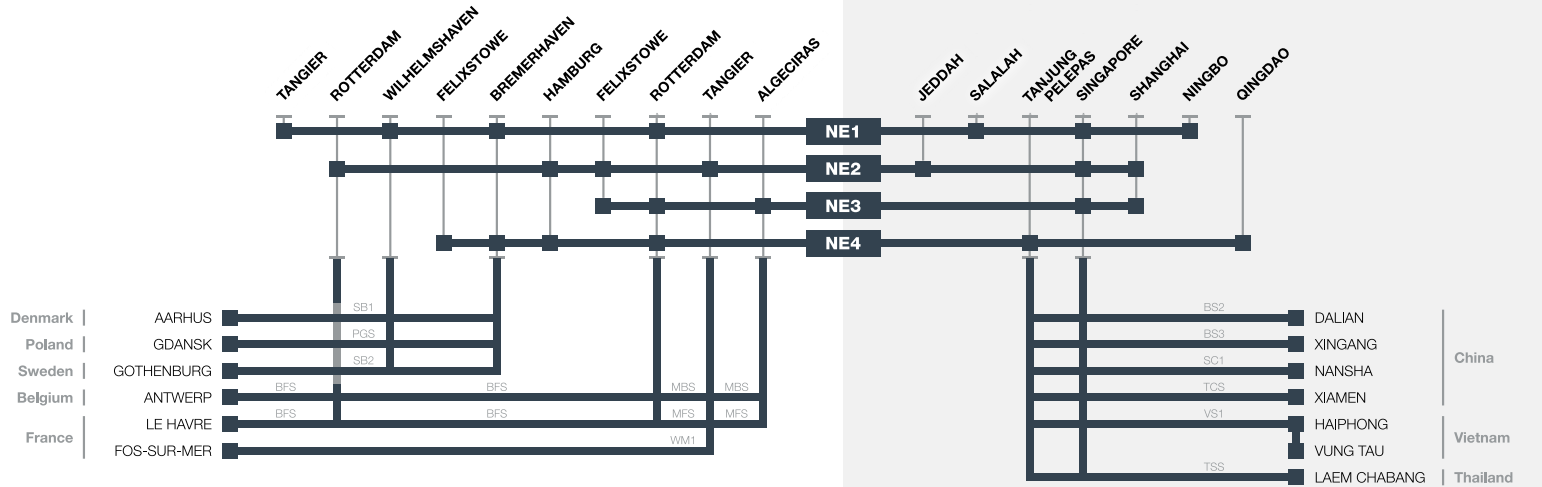 TANGIER
ROTTERDAM
WILHELMSHAVEN
FELIXSTOWE
BREMERHAVEN
HAMBURG
FELIXSTOWE
ROTTERDAM
TANGIER
ALGECIRAS
JEDDAH
SALALAH
TANJUNG
PELEPAS
SINGAPORE
SHANGHAI
NINGBO
QINGDAO
NE1
NE2
NE3
NE4
Denmark AARHUS SB1 BS2 DALIAN
Poland GDANSK PGS BS3 XINGANG
Sweden GOTHENBURG SB2 SC1 NANSHA
China
Belgium ANTWERP BFS BFS MBS MBS TCS XIAMEN
LE HAVRE BFS BFS MFS MFS VS1 HAIPHONG
France Vietnam
FOS-SUR-MER WM1 VUNG TAU
TSS LAEM CHABANG Thailand